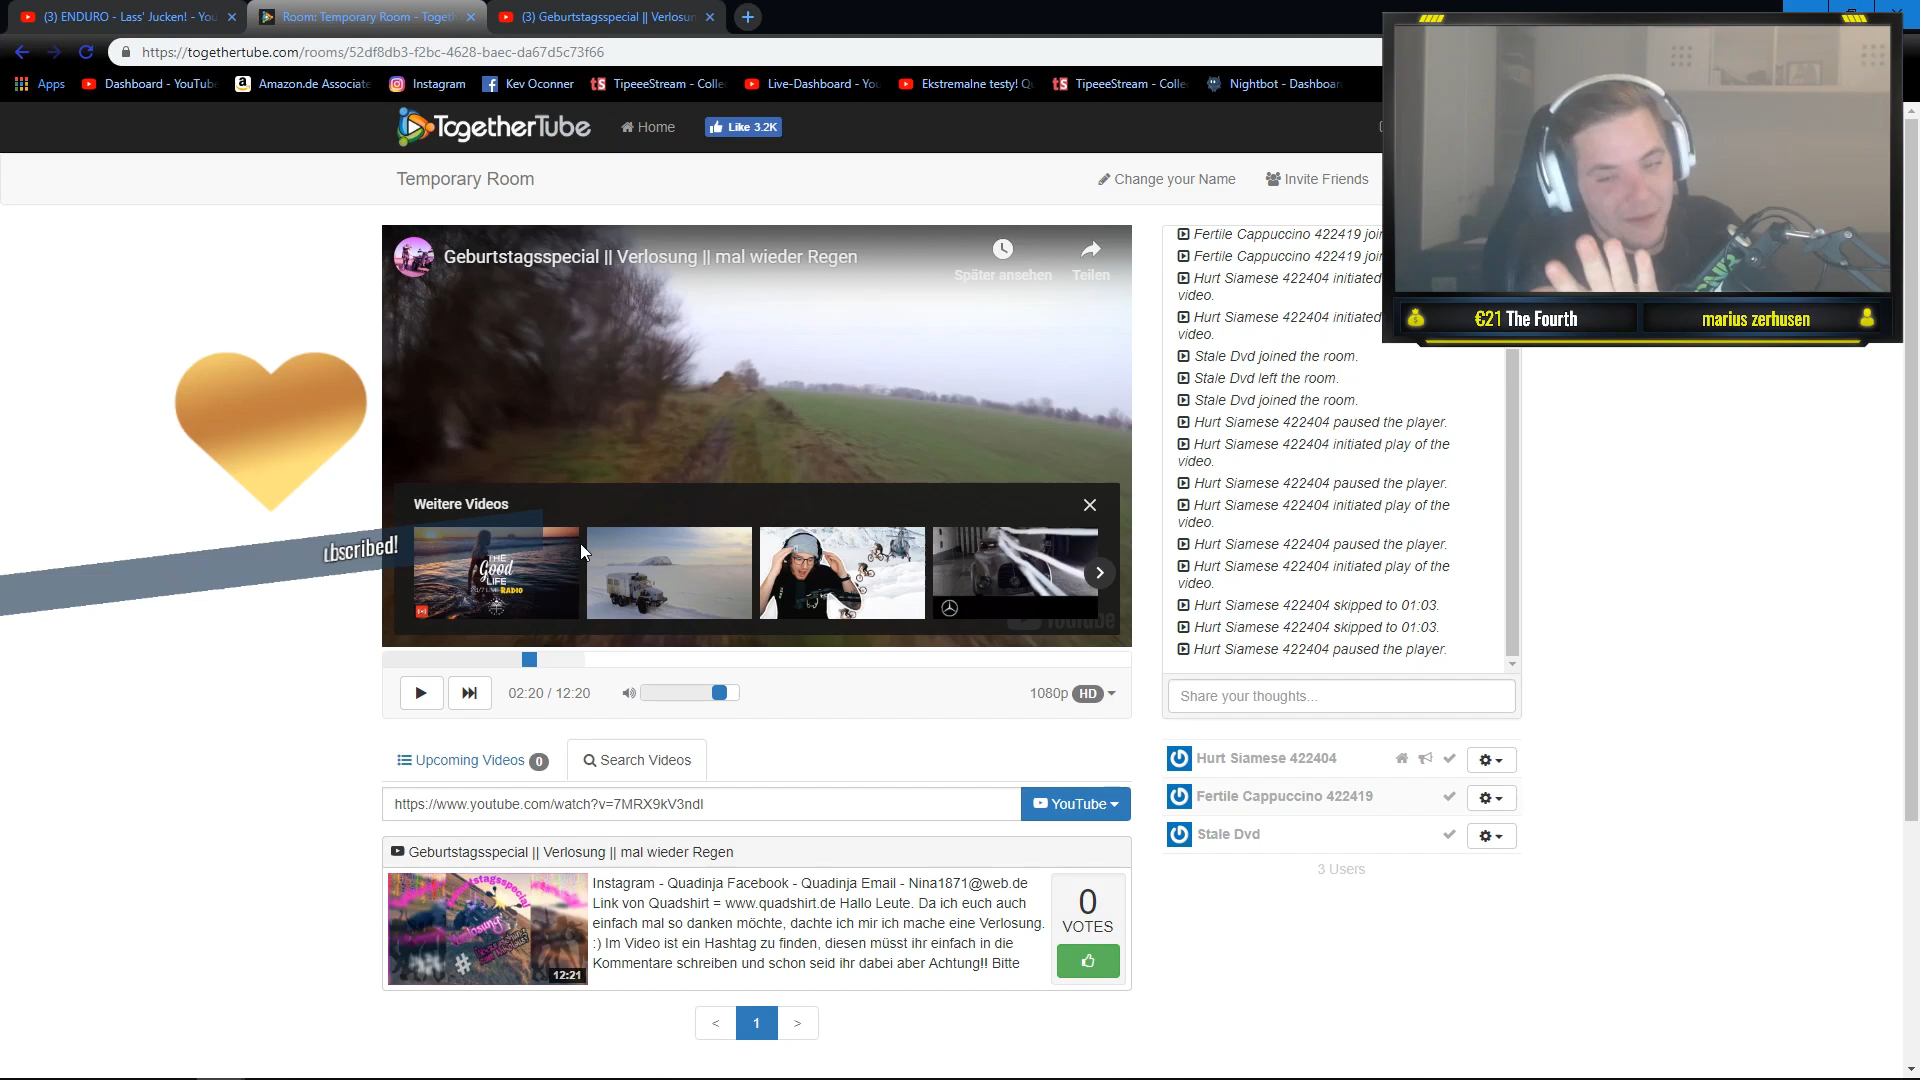 (3) ENDURO - Lass' Jucken! - You
Room: Temporary Room - Togeth
(3) Geburtstagsspecial || Verlosun
https://togethertube.com/rooms/52df8db3-f2bc-4628-baec-da67d5c73f66
Apps
Dashboard - YouTube
Amazon.de Associate
Instagram
Kev Oconner
TipeeeStream - Colle
Live-Dashboard - You
Ekstremalne testy! Q
TipeeeStream - Colle
Nightbot - Dashboar
TogetherTube
Home
Like 3.2K
Temporary Room
Change your Name
Invite Friends
Geburtstagsspecial || Verlosung || mal wieder Regen
Später ansehen
Teilen
Weitere Videos
THE
Good
LIFE
24/7 LIVE RADIO
YouTube
ubscribed!
02:20 / 12:20
1080p HD
Fertile Cappuccino 422419 join
Fertile Cappuccino 422419 join
Hurt Siamese 422404 initiated
video.
Hurt Siamese 422404 initiated
video.
Stale Dvd joined the room.
Stale Dvd left the room.
Stale Dvd joined the room.
Hurt Siamese 422404 paused the player.
Hurt Siamese 422404 initiated play of the
video.
Hurt Siamese 422404 paused the player.
Hurt Siamese 422404 initiated play of the
video.
Hurt Siamese 422404 paused the player.
Hurt Siamese 422404 initiated play of the
video.
Hurt Siamese 422404 skipped to 01:03.
Hurt Siamese 422404 skipped to 01:03.
Hurt Siamese 422404 paused the player.
Share your thoughts...
€21 The Fourth
marius zerhusen
Upcoming Videos 0
Search Videos
https://www.youtube.com/watch?v=7MRX9kV3ndI
YouTube
Geburtstagsspecial || Verlosung || mal wieder Regen
Verlosung
#
12:21
Instagram - Quadinja Facebook - Quadinja Email - Nina1871@web.de
Link von Quadshirt = www.quadshirt.de Hallo Leute. Da ich euch auch
einfach mal so danken möchte, dachte ich mir ich mache eine Verlosung.
:) Im Video ist ein Hashtag zu finden, diesen müsst ihr einfach in die
Kommentare schreiben und schon seid ihr dabei aber Achtung!! Bitte
0
VOTES
< 1 >
Hurt Siamese 422404
Fertile Cappuccino 422419
Stale Dvd
3 Users